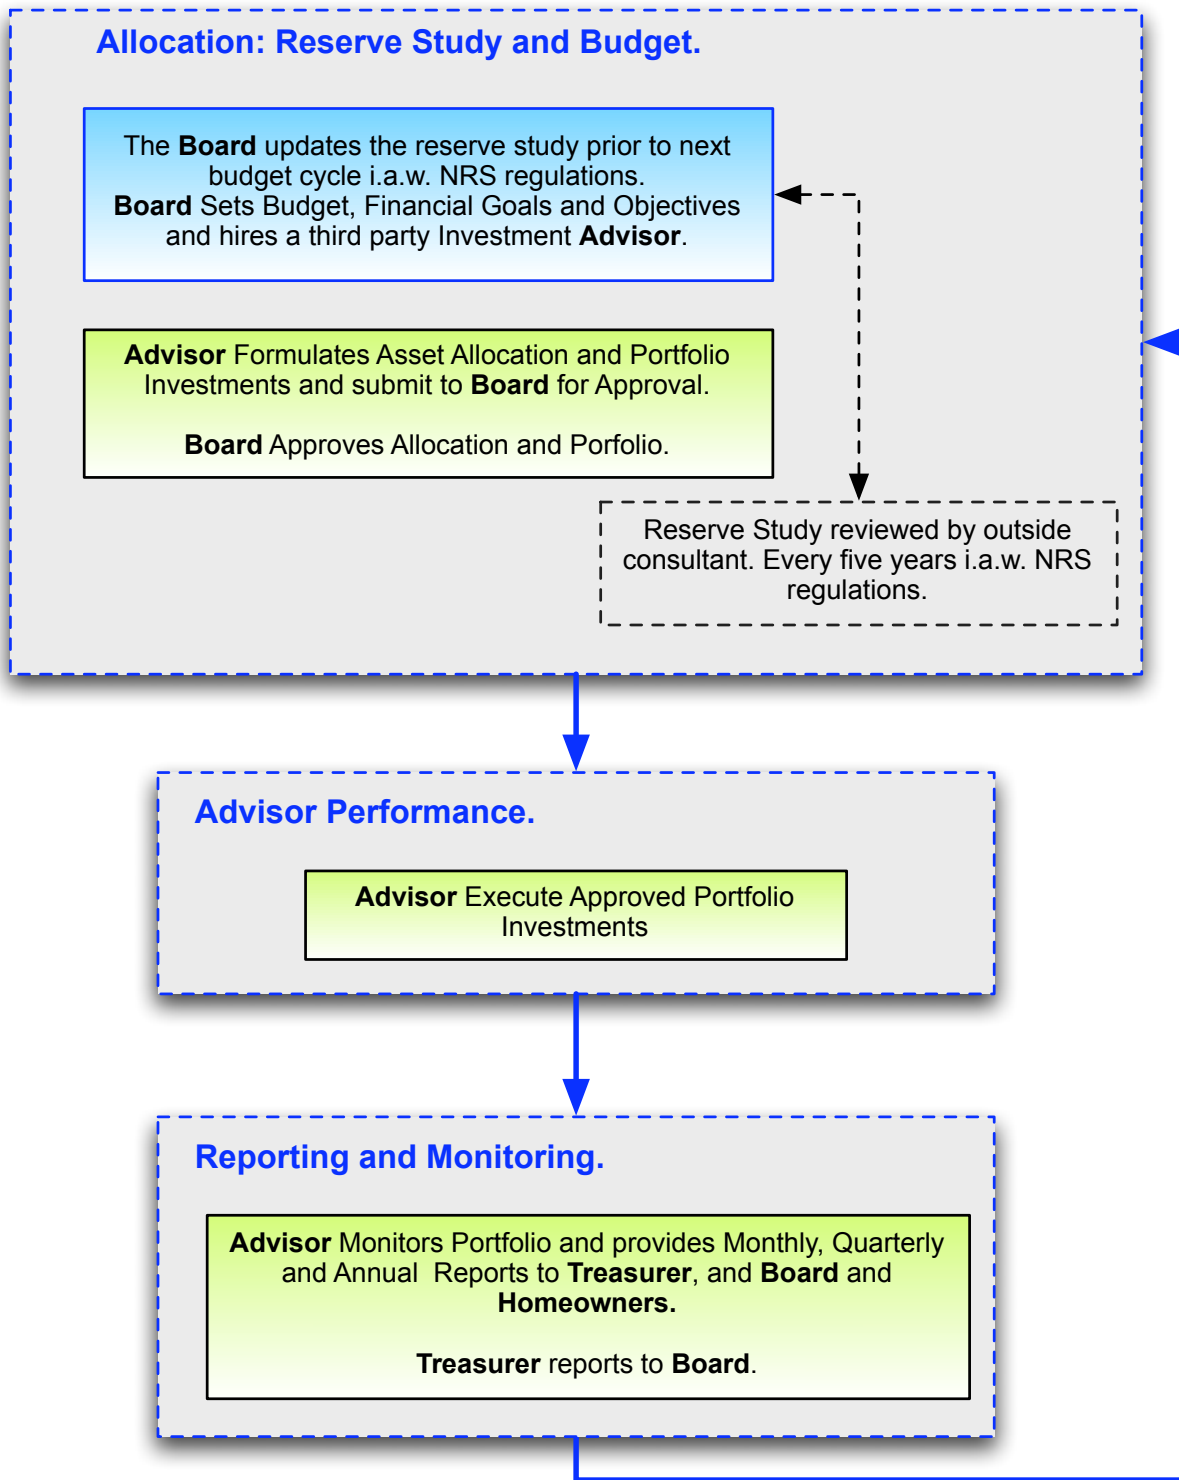 Allocation: Reserve Study and Budget.
The Board updates the reserve study prior to next
budget cycle i.a.w. NRS regulations.
Board Sets Budget, Financial Goals and Objectives
and hires a third party Investment Advisor.
Advisor Formulates Asset Allocation and Portfolio
Investments and submit to Board for Approval.
Board Approves Allocation and Porfolio.
Reserve Study reviewed by outside
consultant. Every five years i.a.w. NRS
regulations.
Advisor Performance.
Advisor Execute Approved Portfolio
Investments
Reporting and Monitoring.
Advisor Monitors Portfolio and provides Monthly, Quarterly
and Annual  Reports to Treasurer, and Board and
Homeowners.
Treasurer reports to Board.